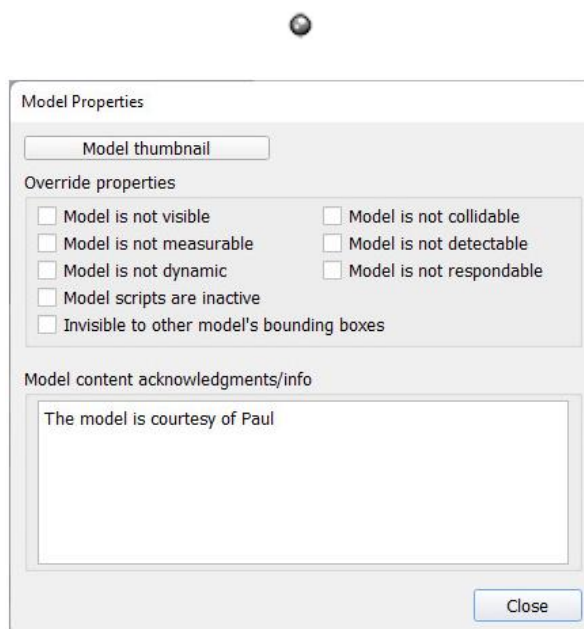 Model Properties
Model thumbnail
Override properties
Model is not visible
Model is not collidable
Model is not measurable
Model is not detectable
Model is not dynamic
Model is not respondable
Model scripts are inactive
Invisible to other model's bounding boxes
Model content acknowledgments/info
The model is courtesy of Paul
Close